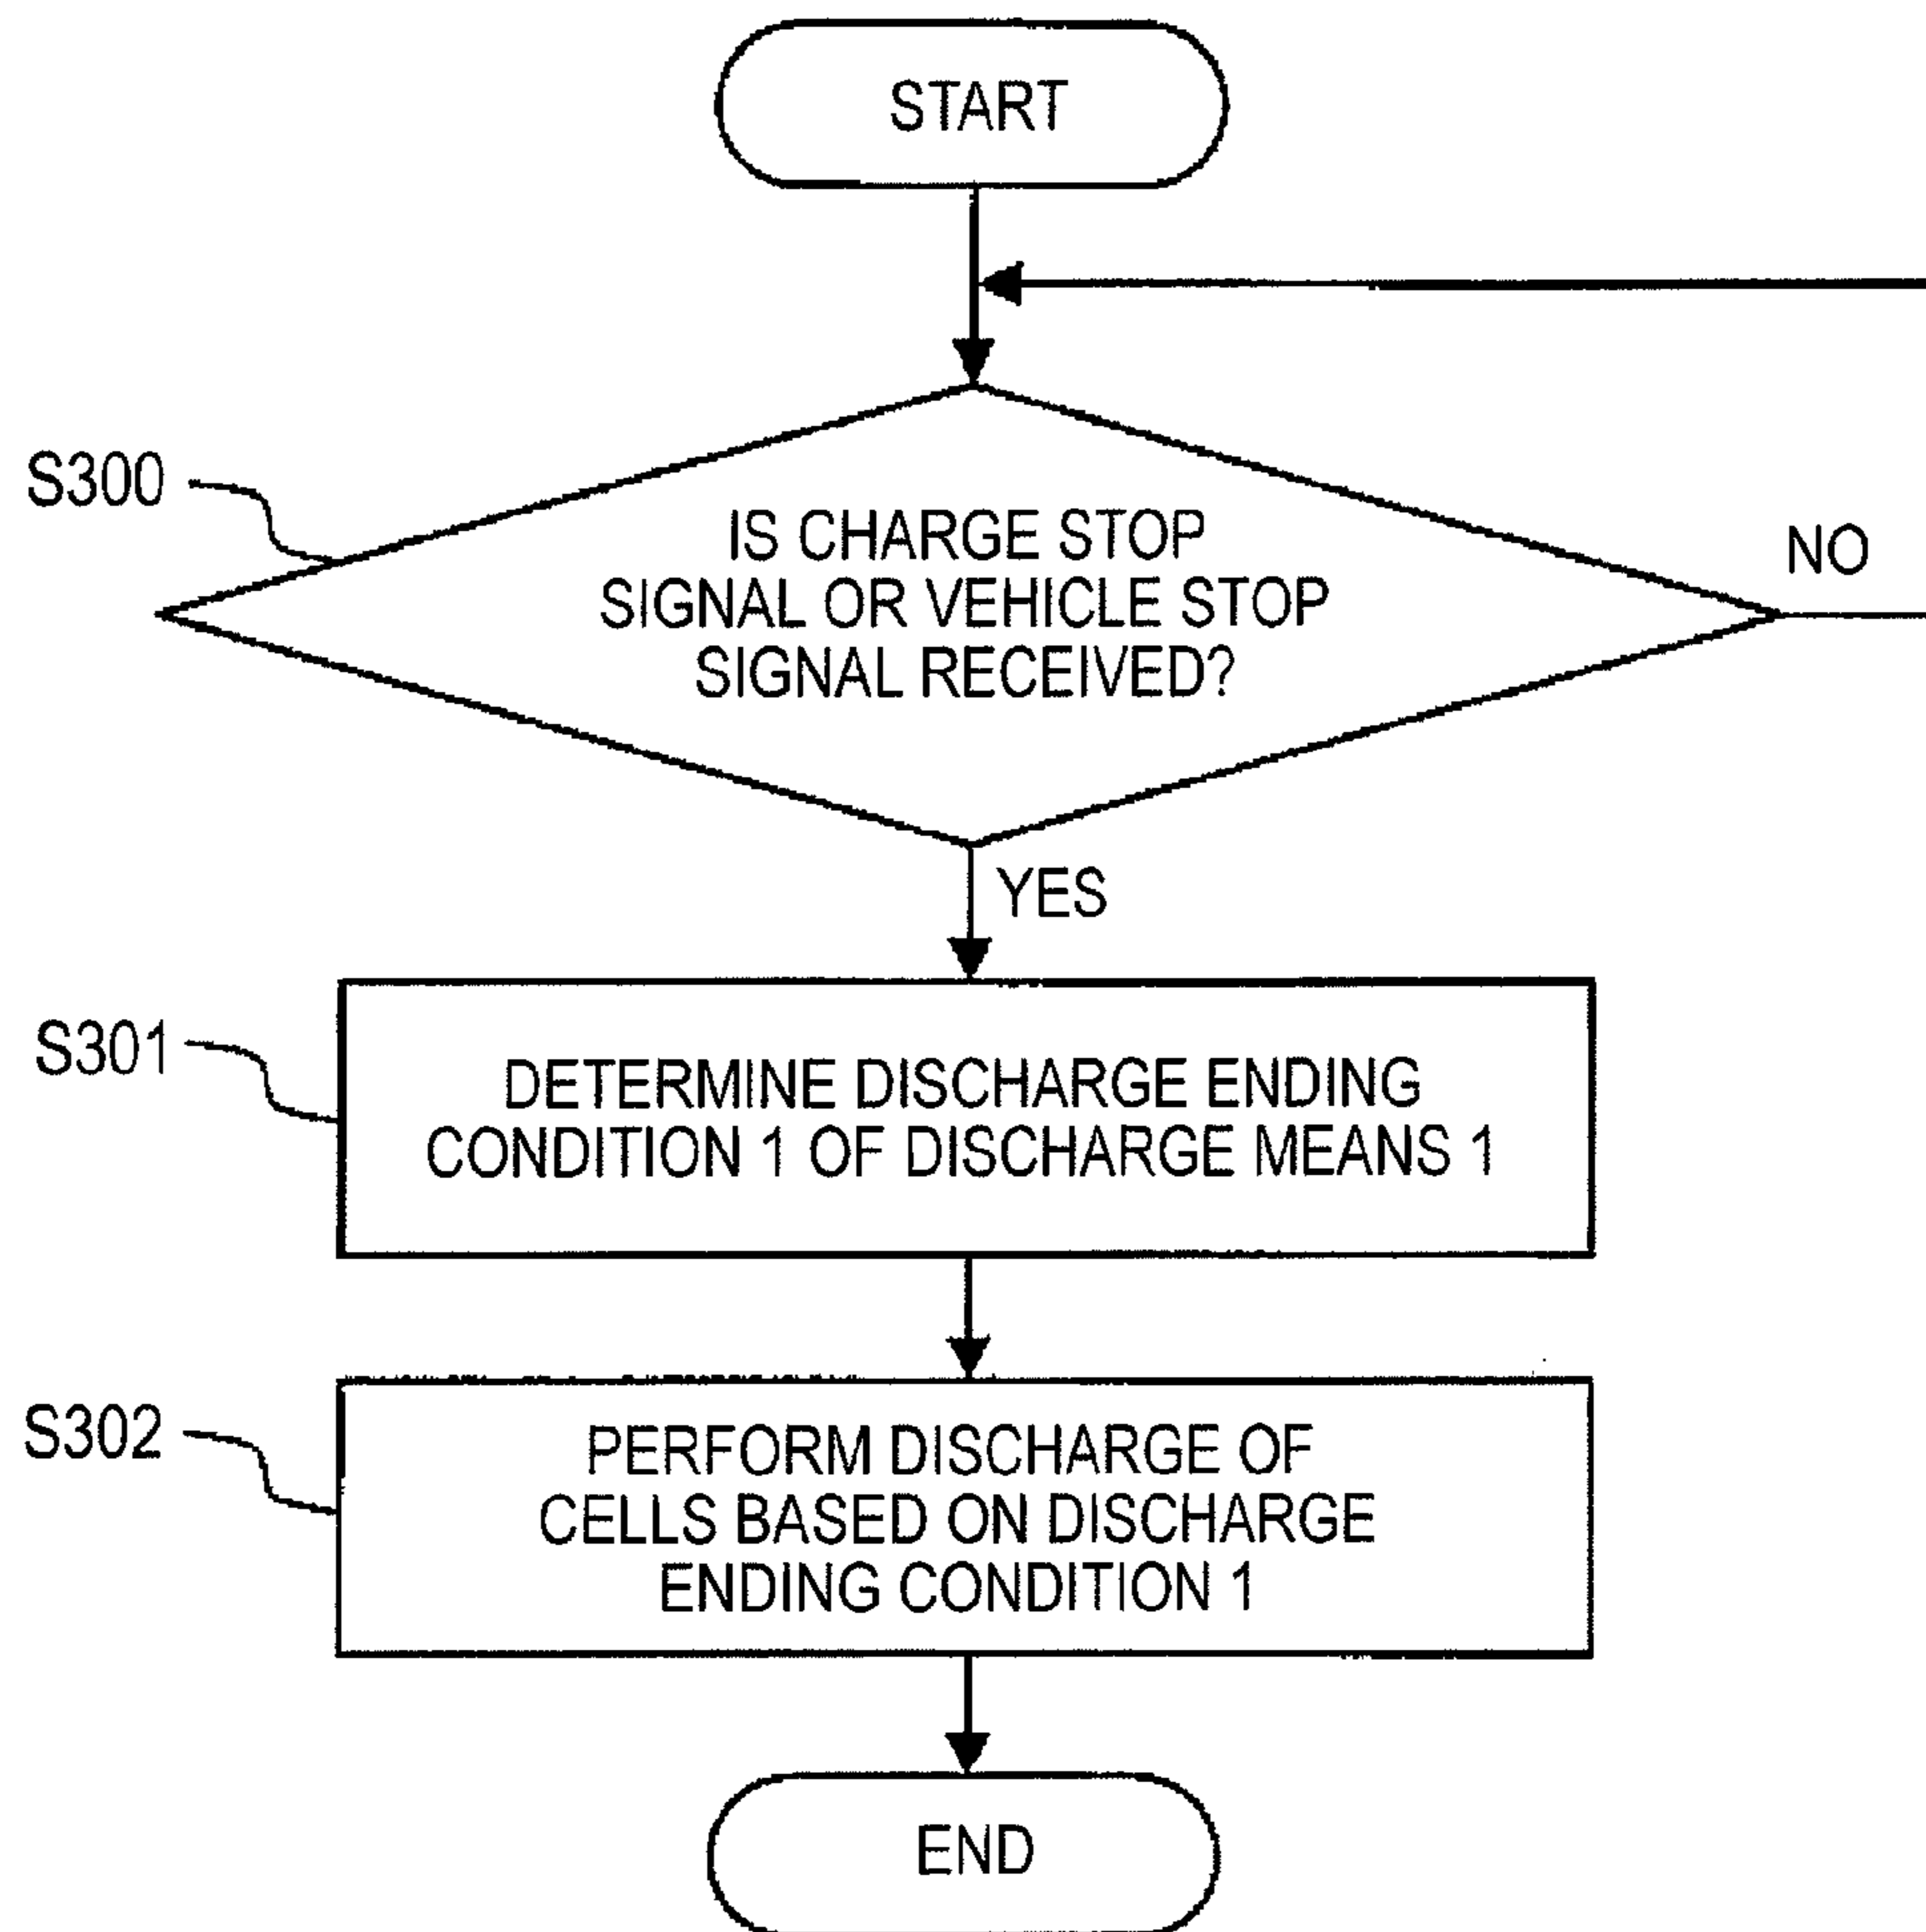 START
S300
IS CHARGE STOP
SIGNAL OR VEHICLE STOP
SIGNAL RECEIVED?
NO
YES
S301
DETERMINE DISCHARGE ENDING
CONDITION 1 OF DISCHARGE MEANS 1
S302
PERFORM DISCHARGE OF
CELLS BASED ON DISCHARGE
ENDING CONDITION 1
END